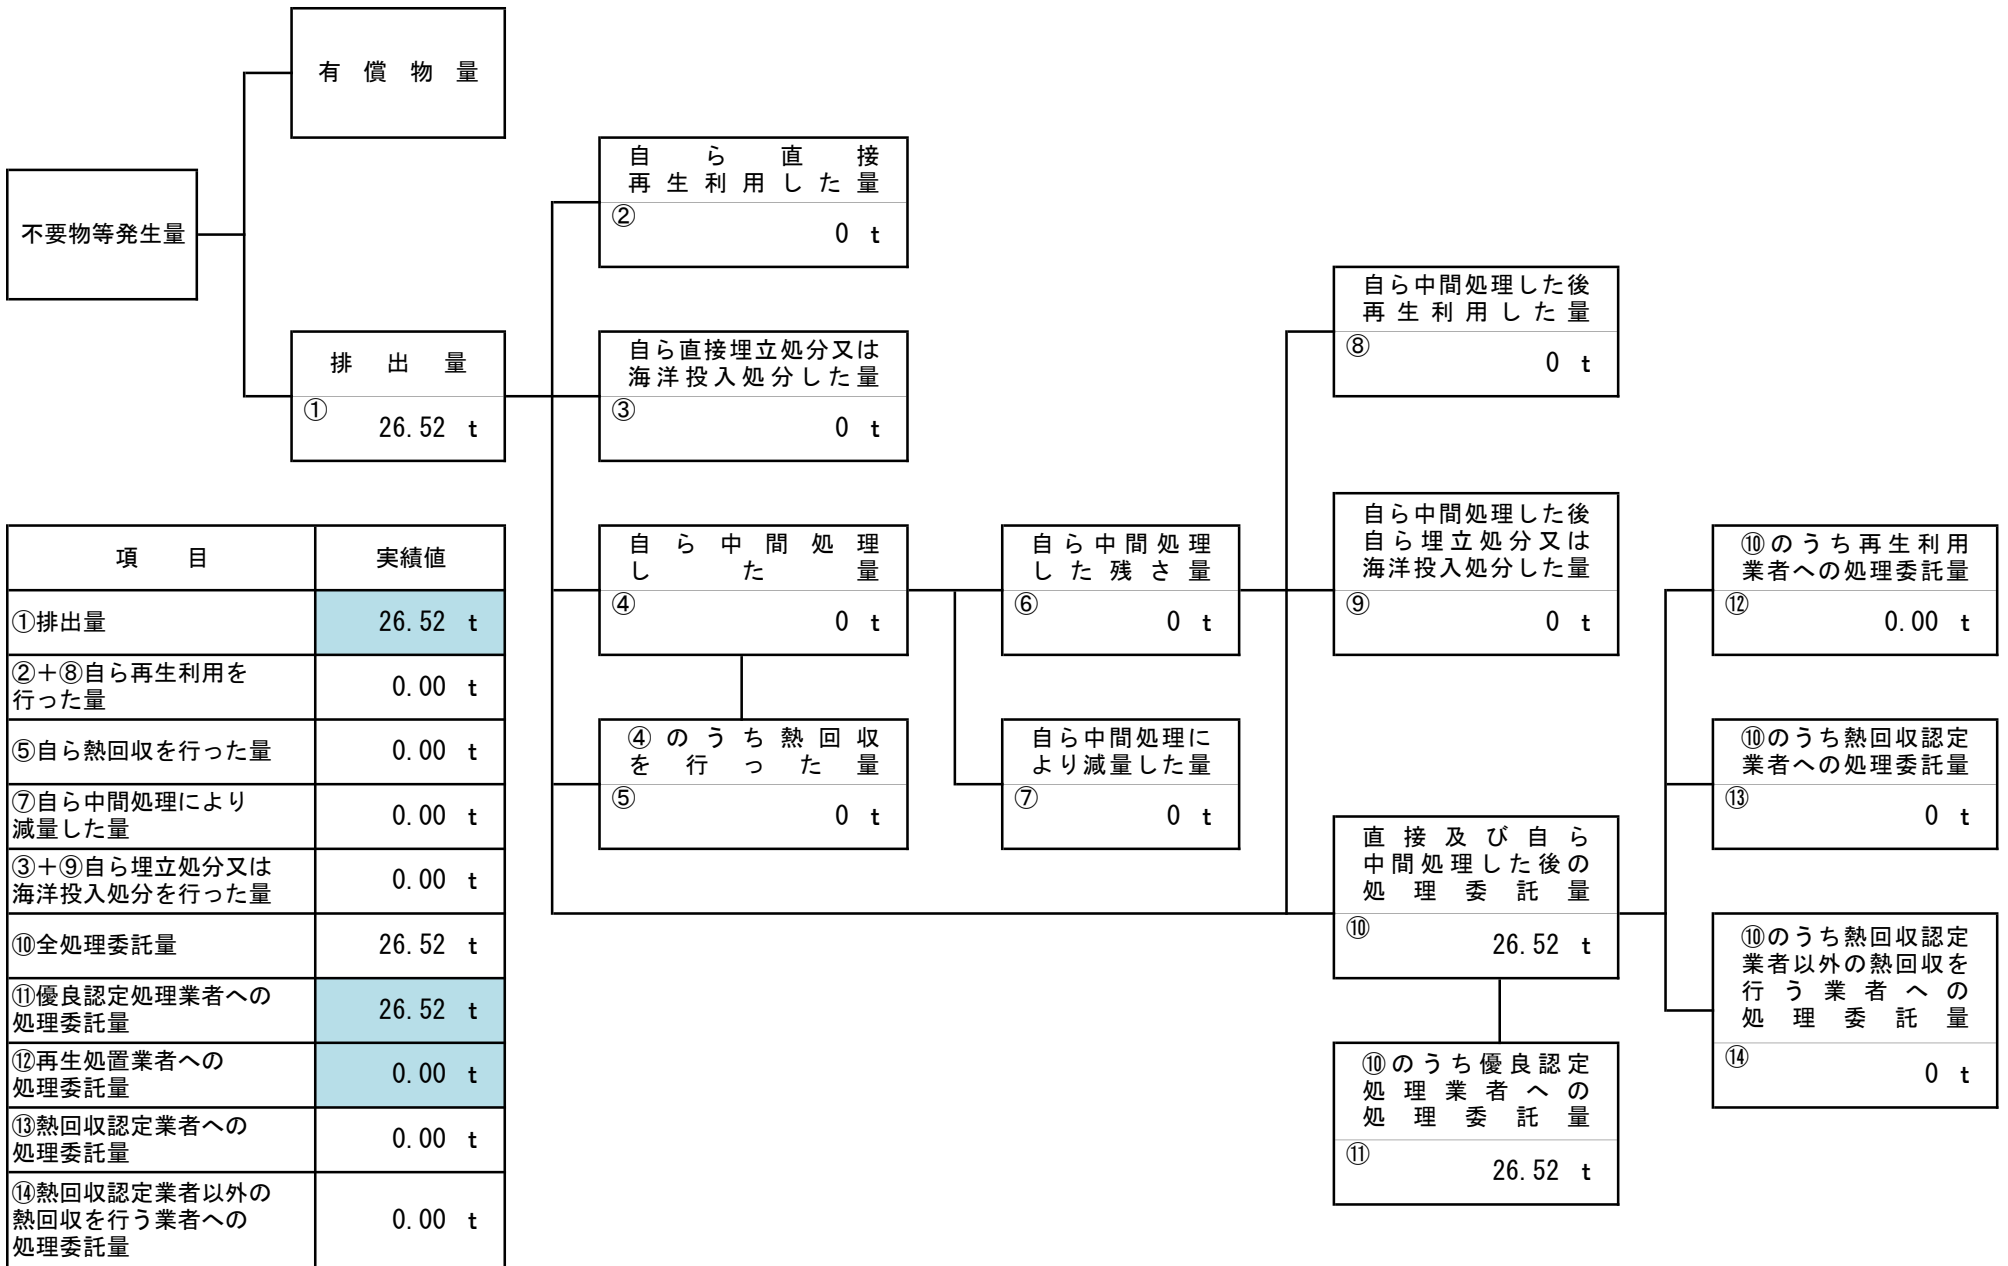 有償物量
不要物等発生量
排出量
①
26.52 t
自ら直接
再生利用した量
②
0 t
自ら直接埋立処分又は
海洋投入処分した量
③
0 t
自ら中間処理
した量
④
0 t
④のうち熱回収
を行った量
⑤
0 t
自ら中間処理
した残さ量
⑥
0 t
自ら中間処理に
より減量した量
⑦
0 t
自ら中間処理した後
再生利用した量
⑧
0 t
自ら中間処理した後
自ら埋立処分又は
海洋投入処分した量
⑨
0 t
直接及び自ら
中間処理した後の
処理委託量
⑩
26.52 t
⑩のうち優良認定
処理業者への
処理委託量
⑪
26.52 t
⑩のうち再生利用
業者への処理委託量
⑫
0.00 t
⑩のうち熱回収認定
業者への処理委託量
⑬
0 t
⑩のうち熱回収認定
業者以外の熱回収を
行う業者への
処理委託量
⑭
0 t
項目 実績値
①排出量 26.52 t
②+⑧自ら再生利用を
行った量 0.00 t
⑤自ら熱回収を行った量 0.00 t
⑦自ら中間処理により
減量した量 0.00 t
③+⑨自ら埋立処分又は
海洋投入処分を行った量 0.00 t
⑩全処理委託量 26.52 t
⑪優良認定処理業者への
処理委託量 26.52 t
⑫再生処置業者への
処理委託量 0.00 t
⑬熱回収認定業者への
処理委託量 0.00 t
⑭熱回収認定業者以外の
熱回収を行う業者への
処理委託量 0.00 t